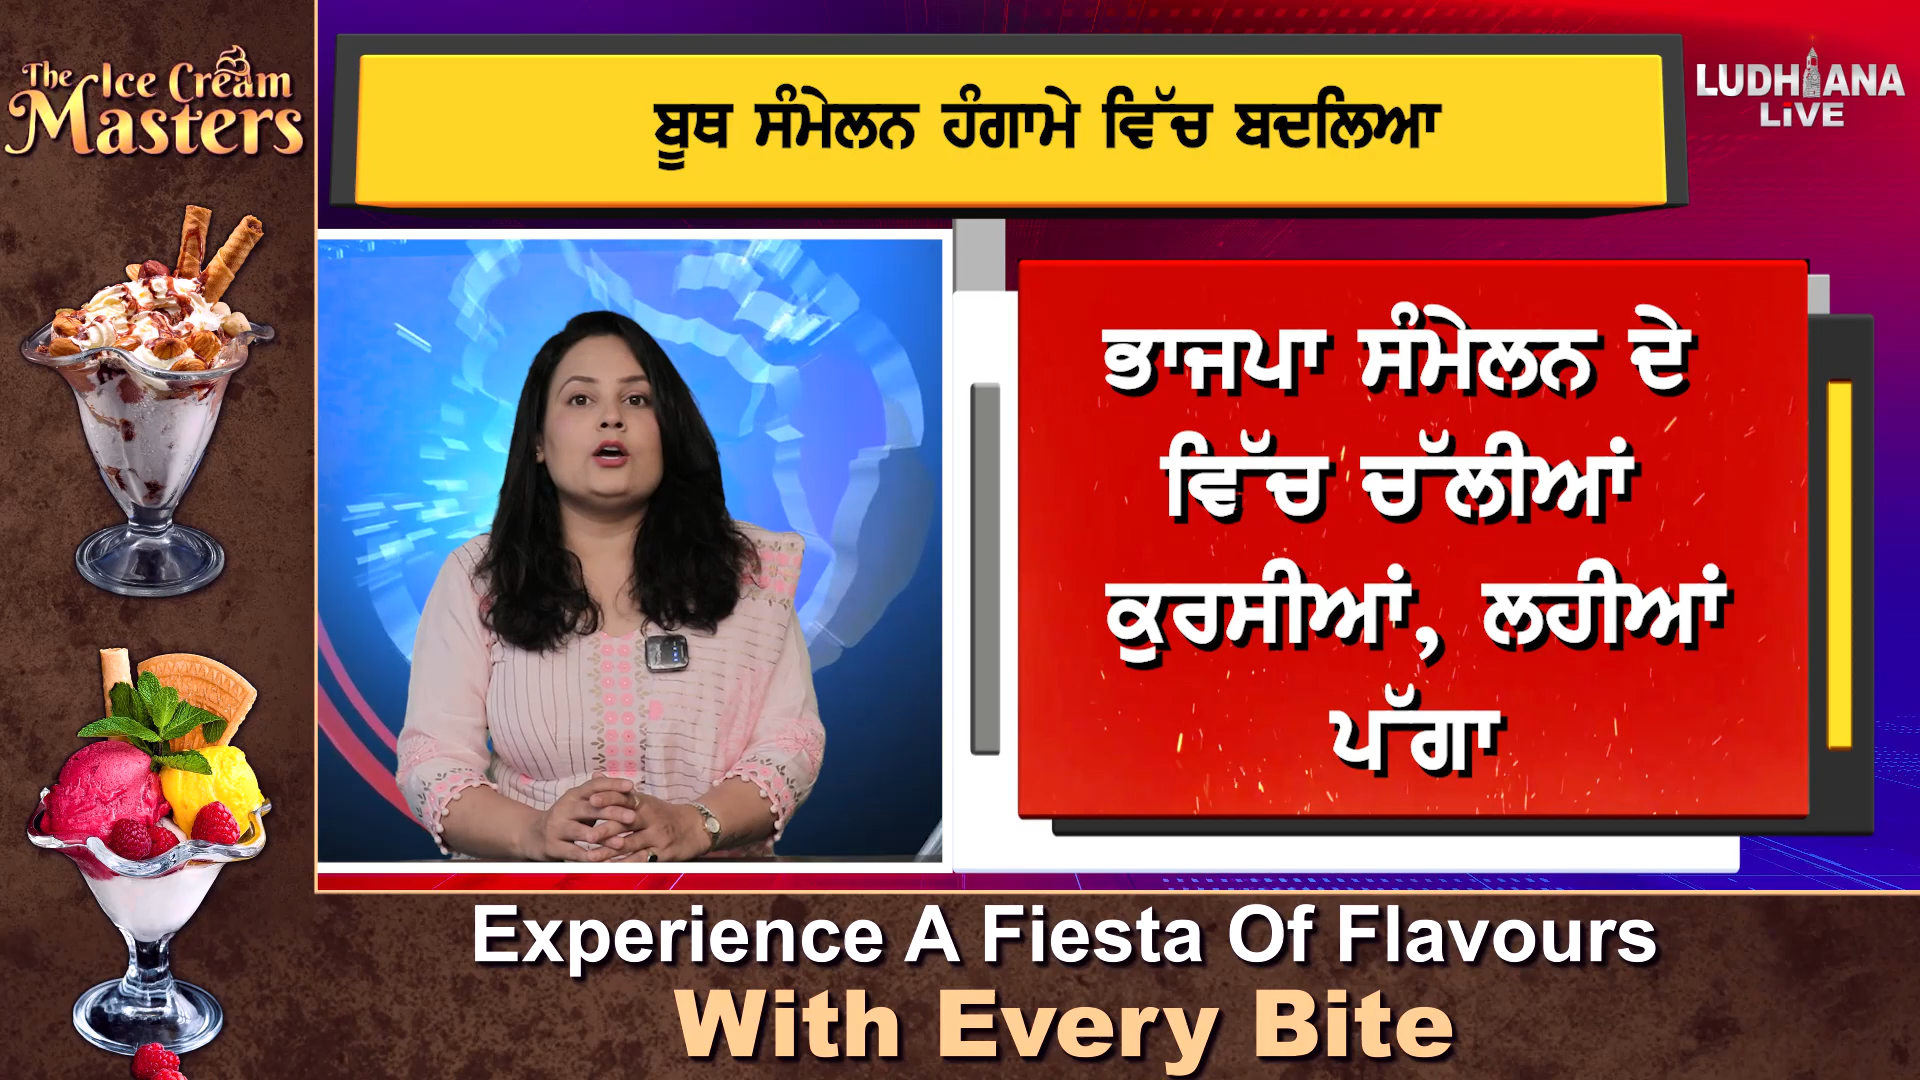 The Ice Cream
Masters
ਬੂਥ ਸੰਮੇਲਨ ਹੰਗਾਮੇ ਵਿੱਚ ਬਦਲਿਆ
LUDHIANA
LiVE
ਭਾਜਪਾ ਸੰਮੇਲਨ ਦੇ
ਵਿੱਚ ਚੱਲੀਆਂ
ਕੁਰਸੀਆਂ, ਲਹੀਆਂ
ਪੱਗਾ
Experience A Fiesta Of Flavours
With Every Bite